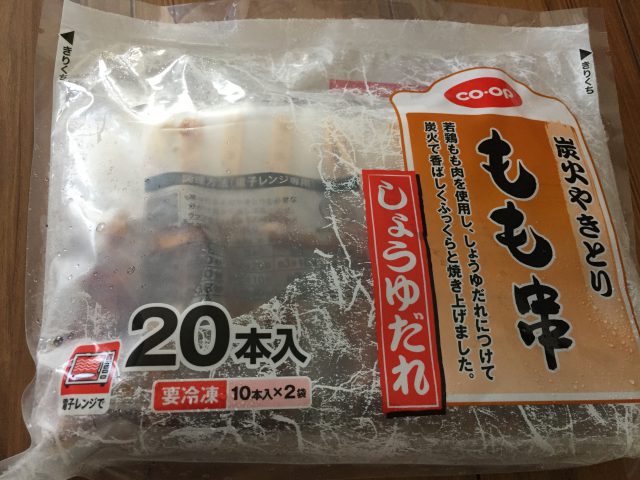 きりくち
きりくち
co-op
炭火やきとり
もも串
若鶏もも肉を使用し、しょうゆだれにつけて
炭火で香ばしくふっくらと焼き上げました。
しょうゆだれ
20本入
要冷凍
10本入×2袋
電子レンジで